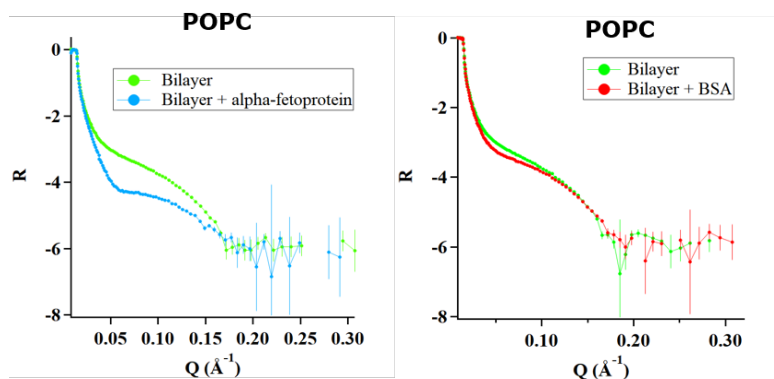 POPC
Bilayer
Bilayer + alpha-fetoprotein
0
-2
-4
-6
-8
R
0.05
0.10
0.15
0.20
0.25
0.30
Q (Å⁻¹)
POPC
Bilayer
Bilayer + BSA
0
-2
-4
-6
-8
R
0.10
0.20
0.30
Q (Å⁻¹)